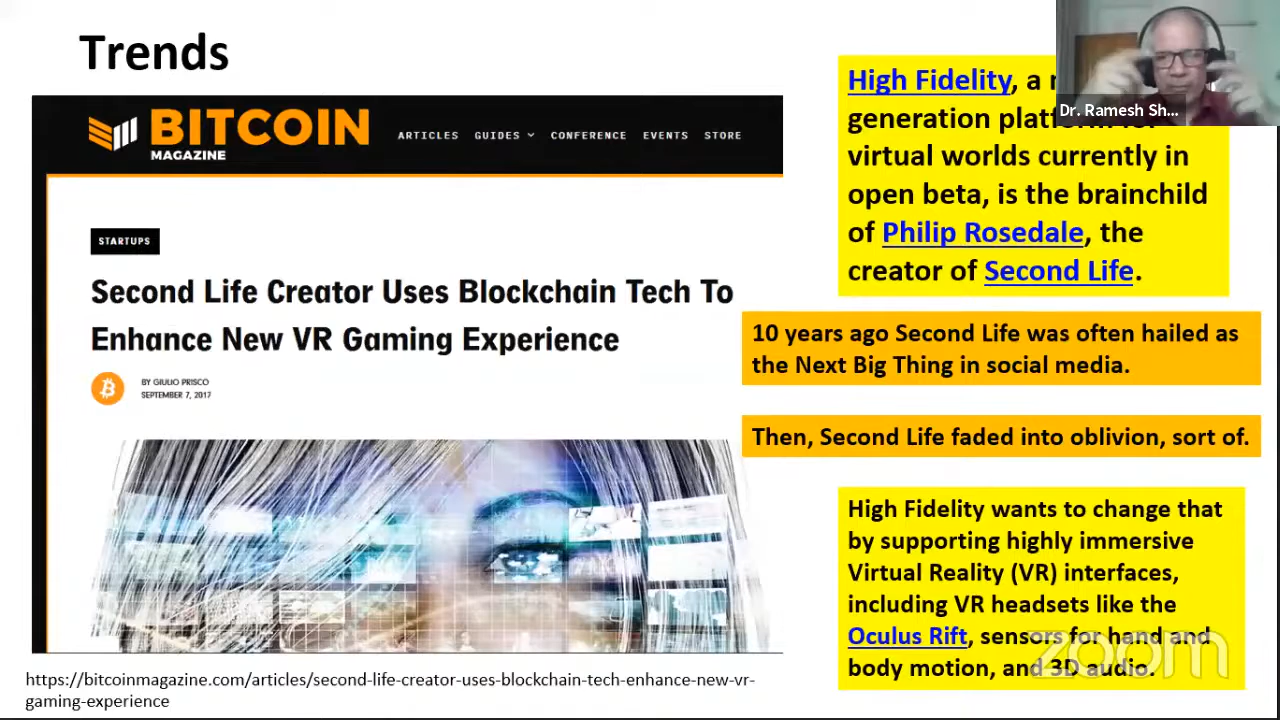 Trends
BITCOIN
MAGAZINE
ARTICLES GUIDES CONFERENCE EVENTS STORE
STARTUPS
Second Life Creator Uses Blockchain Tech To
Enhance New VR Gaming Experience
BY GIULIO PRISCO
SEPTEMBER 7, 2017
https://bitcoinmagazine.com/articles/second-life-creator-uses-blockchain-tech-enhance-new-vr-
gaming-experience
High Fidelity, a
generation platform for
virtual worlds currently in
open beta, is the brainchild
of Philip Rosedale, the
creator of Second Life.
10 years ago Second Life was often hailed as
the Next Big Thing in social media.
Then, Second Life faded into oblivion, sort of.
High Fidelity wants to change that
by supporting highly immersive
Virtual Reality (VR) interfaces,
including VR headsets like the
Oculus Rift, sensors for hand and
body motion, and 3D audio.
Dr. Ramesh Sh...
zoom